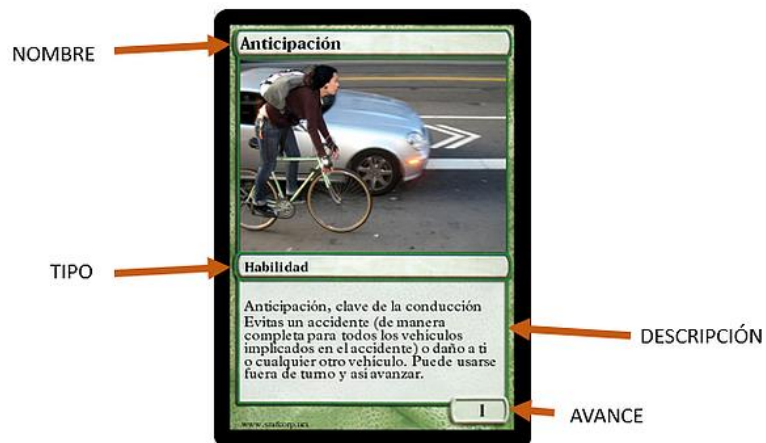 NOMBRE
Anticipación
TIPO
Habilidad
Anticipación, clave de la conducción
Evitas un accidente (de manera
completa para todos los vehículos
implicados en el accidente) o daño a ti
o cualquier otro vehículo. Puede usarse
fuera de turno y así avanzar.
DESCRIPCIÓN
I
AVANCE